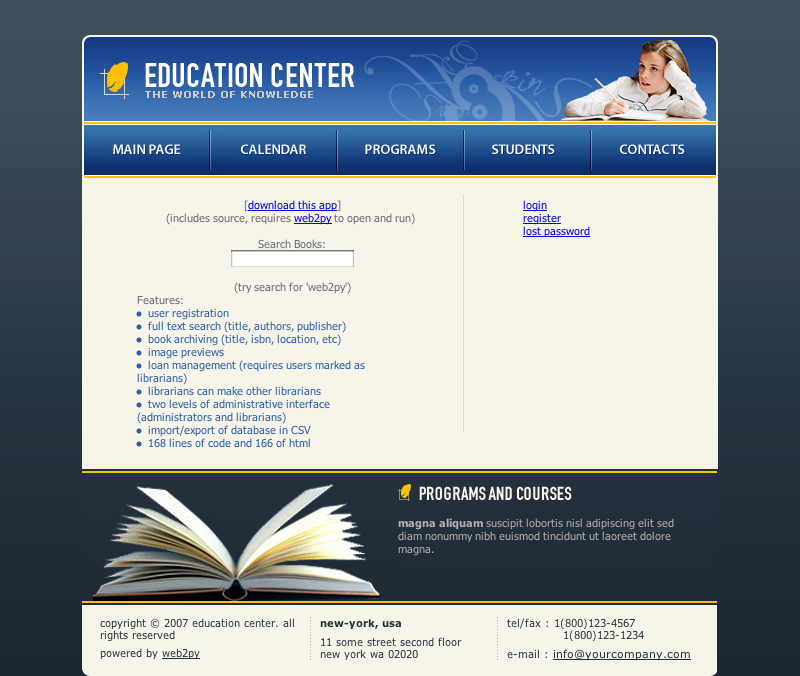 EDUCATION CENTER
THE WORLD OF KNOWLEDGE
MAIN PAGE
CALENDAR
PROGRAMS
STUDENTS
CONTACTS
[download this app]
(includes source, requires web2py to open and run)
Search Books:
(try search for 'web2py')
Features:
user registration
full text search (title, authors, publisher)
book archiving (title, isbn, location, etc)
image previews
loan management (requires users marked as
librarians)
librarians can make other librarians
two levels of administrative interface
(administrators and librarians)
import/export of database in CSV
168 lines of code and 166 of html
login
register
lost password
PROGRAMS AND COURSES
magna aliquam suscipit lobortis nisl adipiscing elit sed
diam nonummy nibh euismod tincidunt ut laoreet dolore
magna.
copyright © 2007 education center. all
rights reserved
powered by web2py
new-york, usa
11 some street second floor
new york wa 02020
tel/fax : 1(800)123-4567
1(800)123-1234
e-mail : info@yourcompany.com